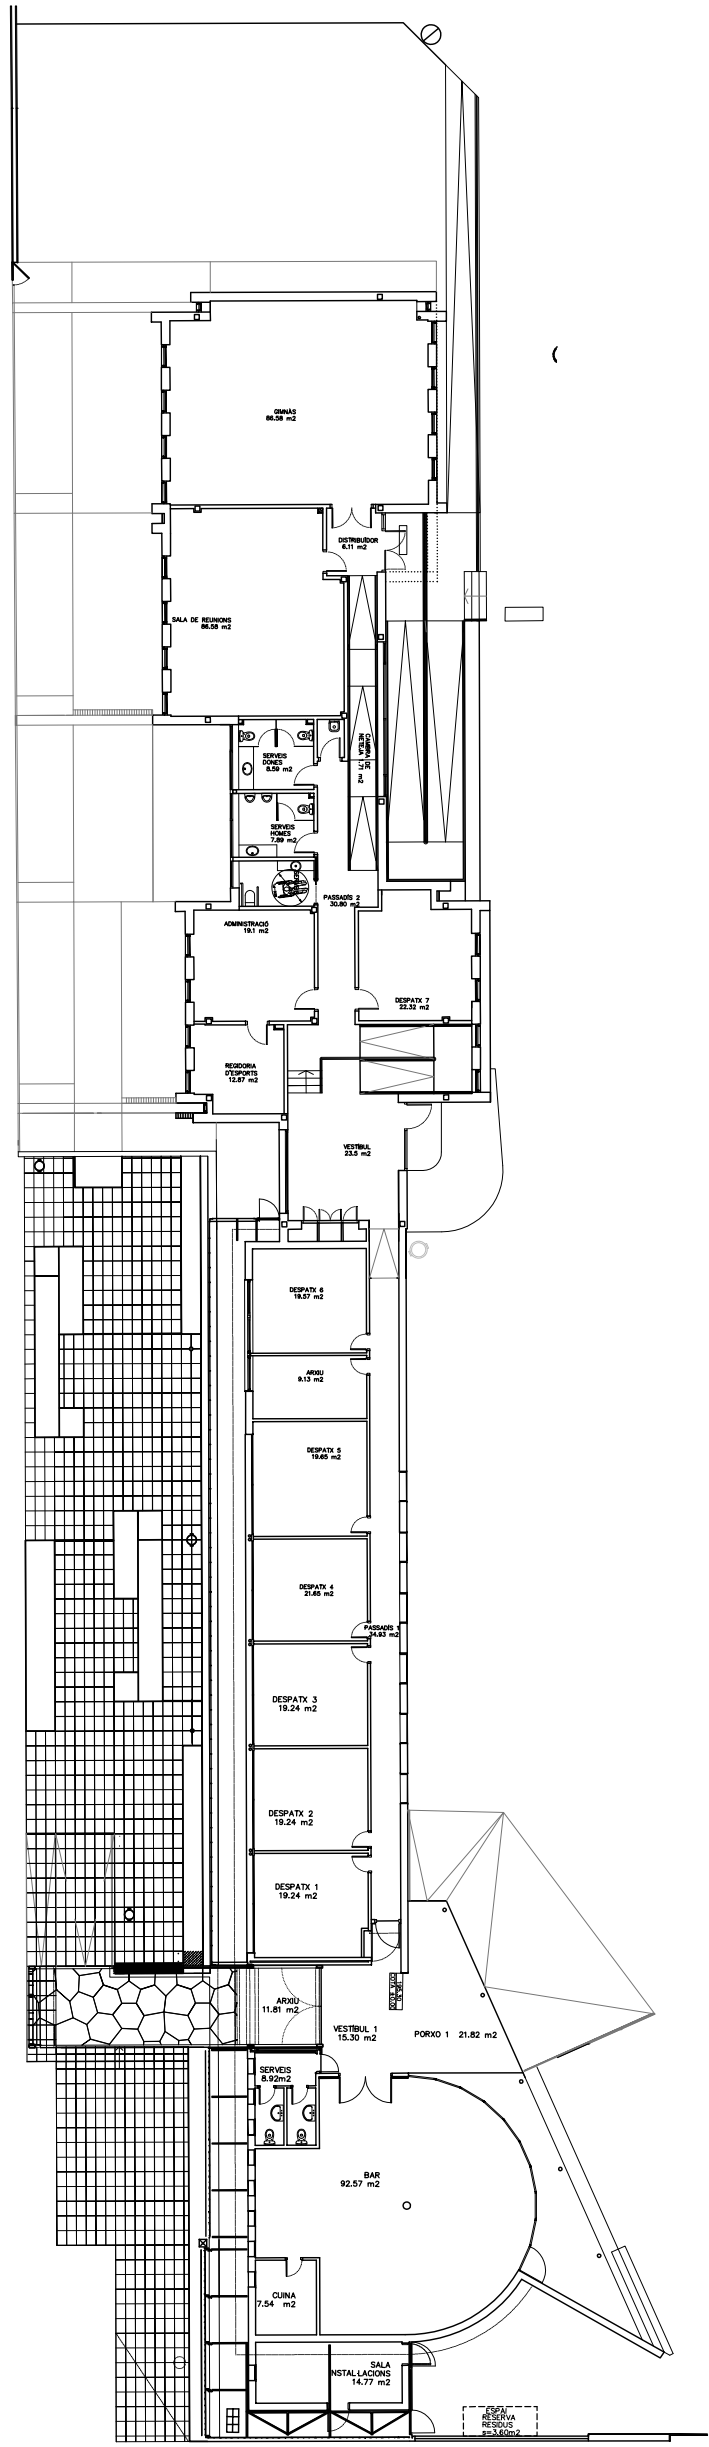 GIMNÀS
86.58 m2
DISTRIBUÏDOR
6.11 m2
SALA DE REUNIONS
86.58 m2
CAMBRA DE
NETEJA 1.71 m2
SERVEIS
DONES
8.59 m2
SERVEIS
HOMES
7.89 m2
PASSADÍS 2
30.80 m2
ADMINISTRACIÓ
19.1 m2
DESPATX 7
22.32 m2
REGIDORIA
D'ESPORTS
12.87 m2
VESTÍBUL
23.5 m2
DESPATX 6
19.57 m2
ARXIU
9.13 m2
DESPATX 5
19.65 m2
DESPATX 4
21.65 m2
PASSADÍS 1
34.93 m2
DESPATX 3
19.24 m2
DESPATX 2
19.24 m2
DESPATX 1
19.24 m2
ARXIU
11.81 m2
VESTÍBUL 1
15.30 m2
PORXO 1 21.82 m2
SERVEIS
8.92m2
BAR
92.57 m2
CUINA
7.54 m2
SALA
INSTAL·LACIONS
14.77 m2
ESPAI
RESERVA
RESIDUS
s=3.60m2